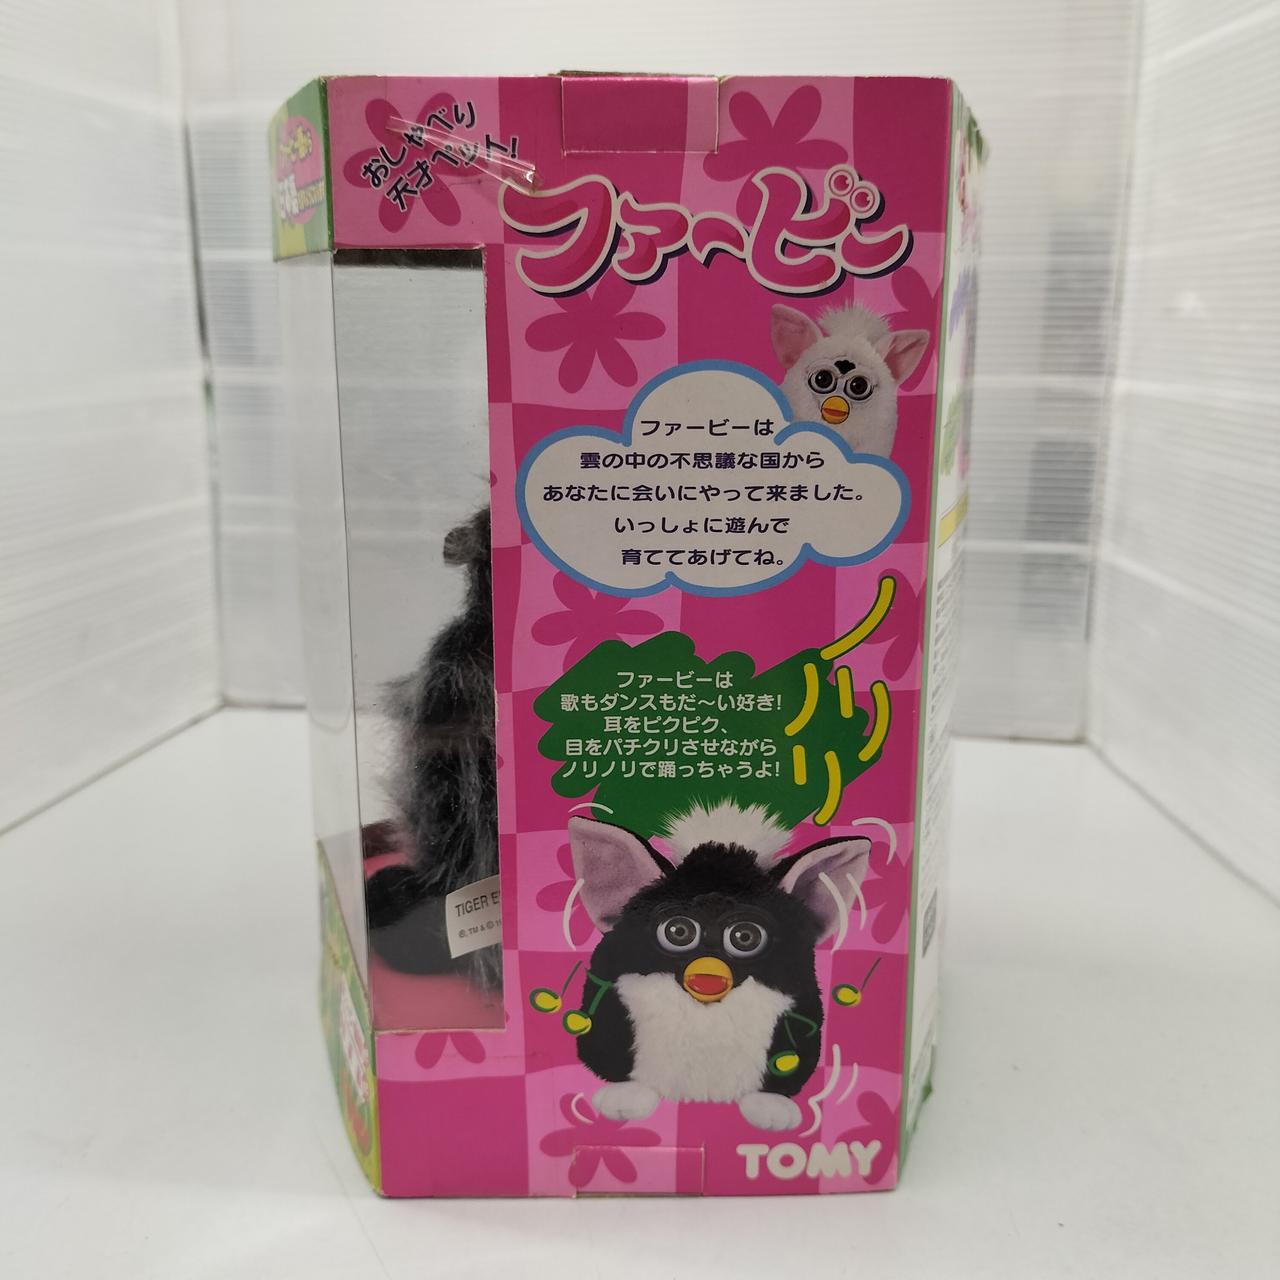 おしゃべり
天才ペット!
ファービー
ファービーは
雲の中の不思議な国から
あなたに会いにやって来ました。
いっしょに遊んで
育ててあげてね。
ノリノリ
ファービーは
歌もダンスもだ〜い好き!
耳をピクピク、
目をパチクリさせながら
ノリノリで踊っちゃうよ!
TIGER
TOMY